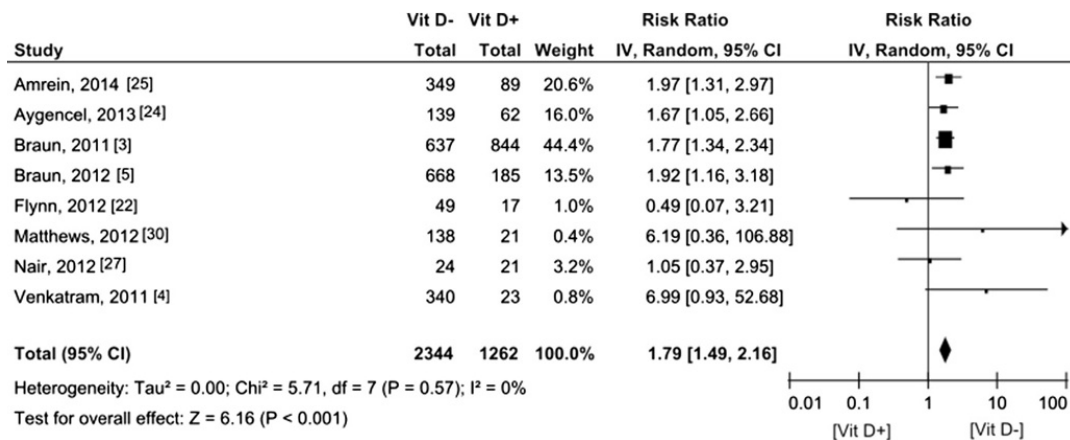 Vit D- Vit D+ Risk Ratio Risk Ratio
Study Total Total Weight IV, Random, 95% CI IV, Random, 95% CI
Amrein, 2014 [25] 349 89 20.6% 1.97 [1.31, 2.97]
Aygencel, 2013 [24] 139 62 16.0% 1.67 [1.05, 2.66]
Braun, 2011 [3] 637 844 44.4% 1.77 [1.34, 2.34]
Braun, 2012 [5] 668 185 13.5% 1.92 [1.16, 3.18]
Flynn, 2012 [22] 49 17 1.0% 0.49 [0.07, 3.21]
Matthews, 2012 [30] 138 21 0.4% 6.19 [0.36, 106.88]
Nair, 2012 [27] 24 21 3.2% 1.05 [0.37, 2.95]
Venkatram, 2011 [4] 340 23 0.8% 6.99 [0.93, 52.68]
Total (95% CI) 2344 1262 100.0% 1.79 [1.49, 2.16]
Heterogeneity: Tau² = 0.00; Chi² = 5.71, df = 7 (P = 0.57); I² = 0%
Test for overall effect: Z = 6.16 (P < 0.001)
0.01 0.1 1 10 100
[Vit D+] [Vit D-]